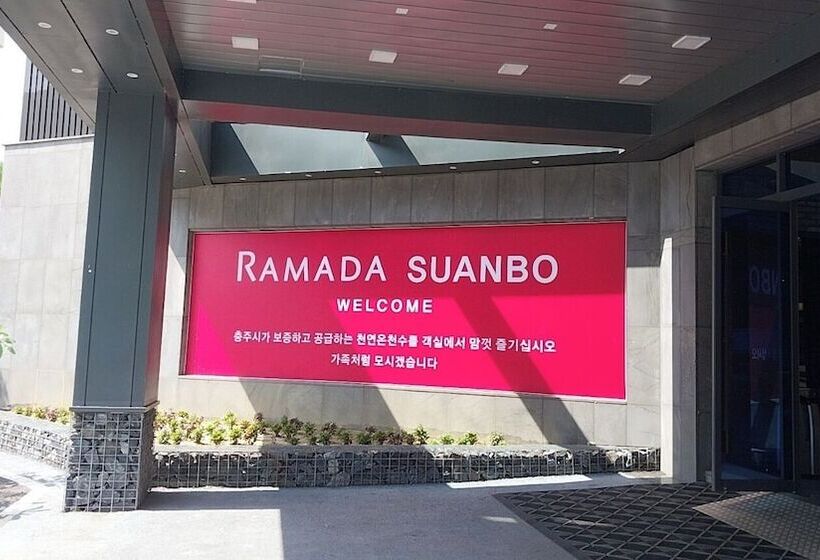 RAMADA SUANBO
WELCOME
충주시가 보증하고 공급하는 천연온천수를 객실에서 맘껏 즐기십시오
가족처럼 모시겠습니다
NBO